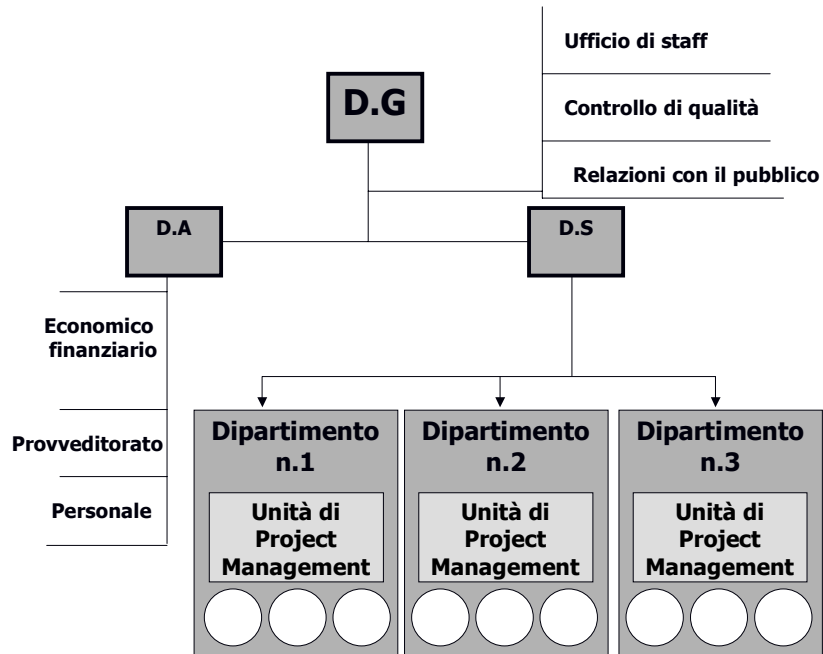 Ufficio di staff
D.G
Controllo di qualità
Relazioni con il pubblico
D.A
D.S
Economico
finanziario
Provveditorato
Personale
Dipartimento
n.1
Unità di
Project
Management
Dipartimento
n.2
Unità di
Project
Management
Dipartimento
n.3
Unità di
Project
Management